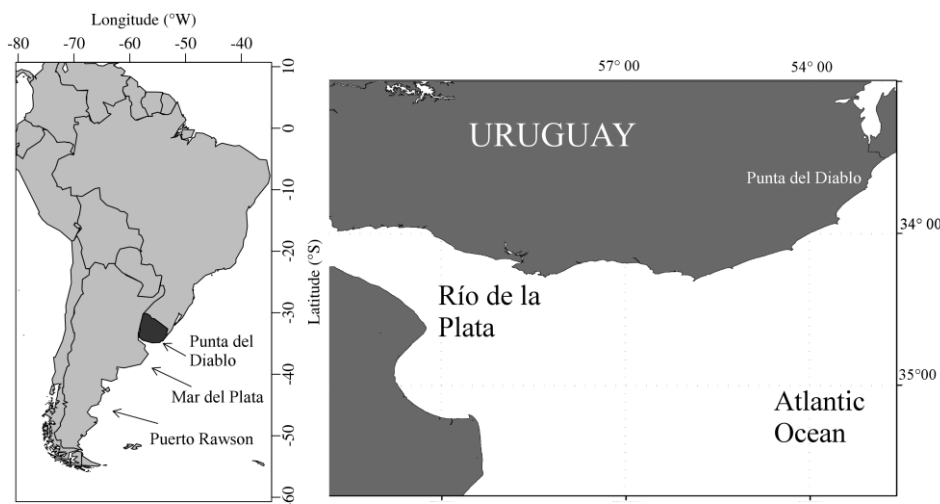 Longitude (°W)
-80 -70 -60 -50 -40
10
0
-10
-20
-30
-40
-50
-60
Latitude (°S)
Punta del
Diablo
Mar del Plata
Puerto Rawson
57° 00
54° 00
URUGUAY
Punta del Diablo
34° 00
Río de la
Plata
35°00
Atlantic
Ocean